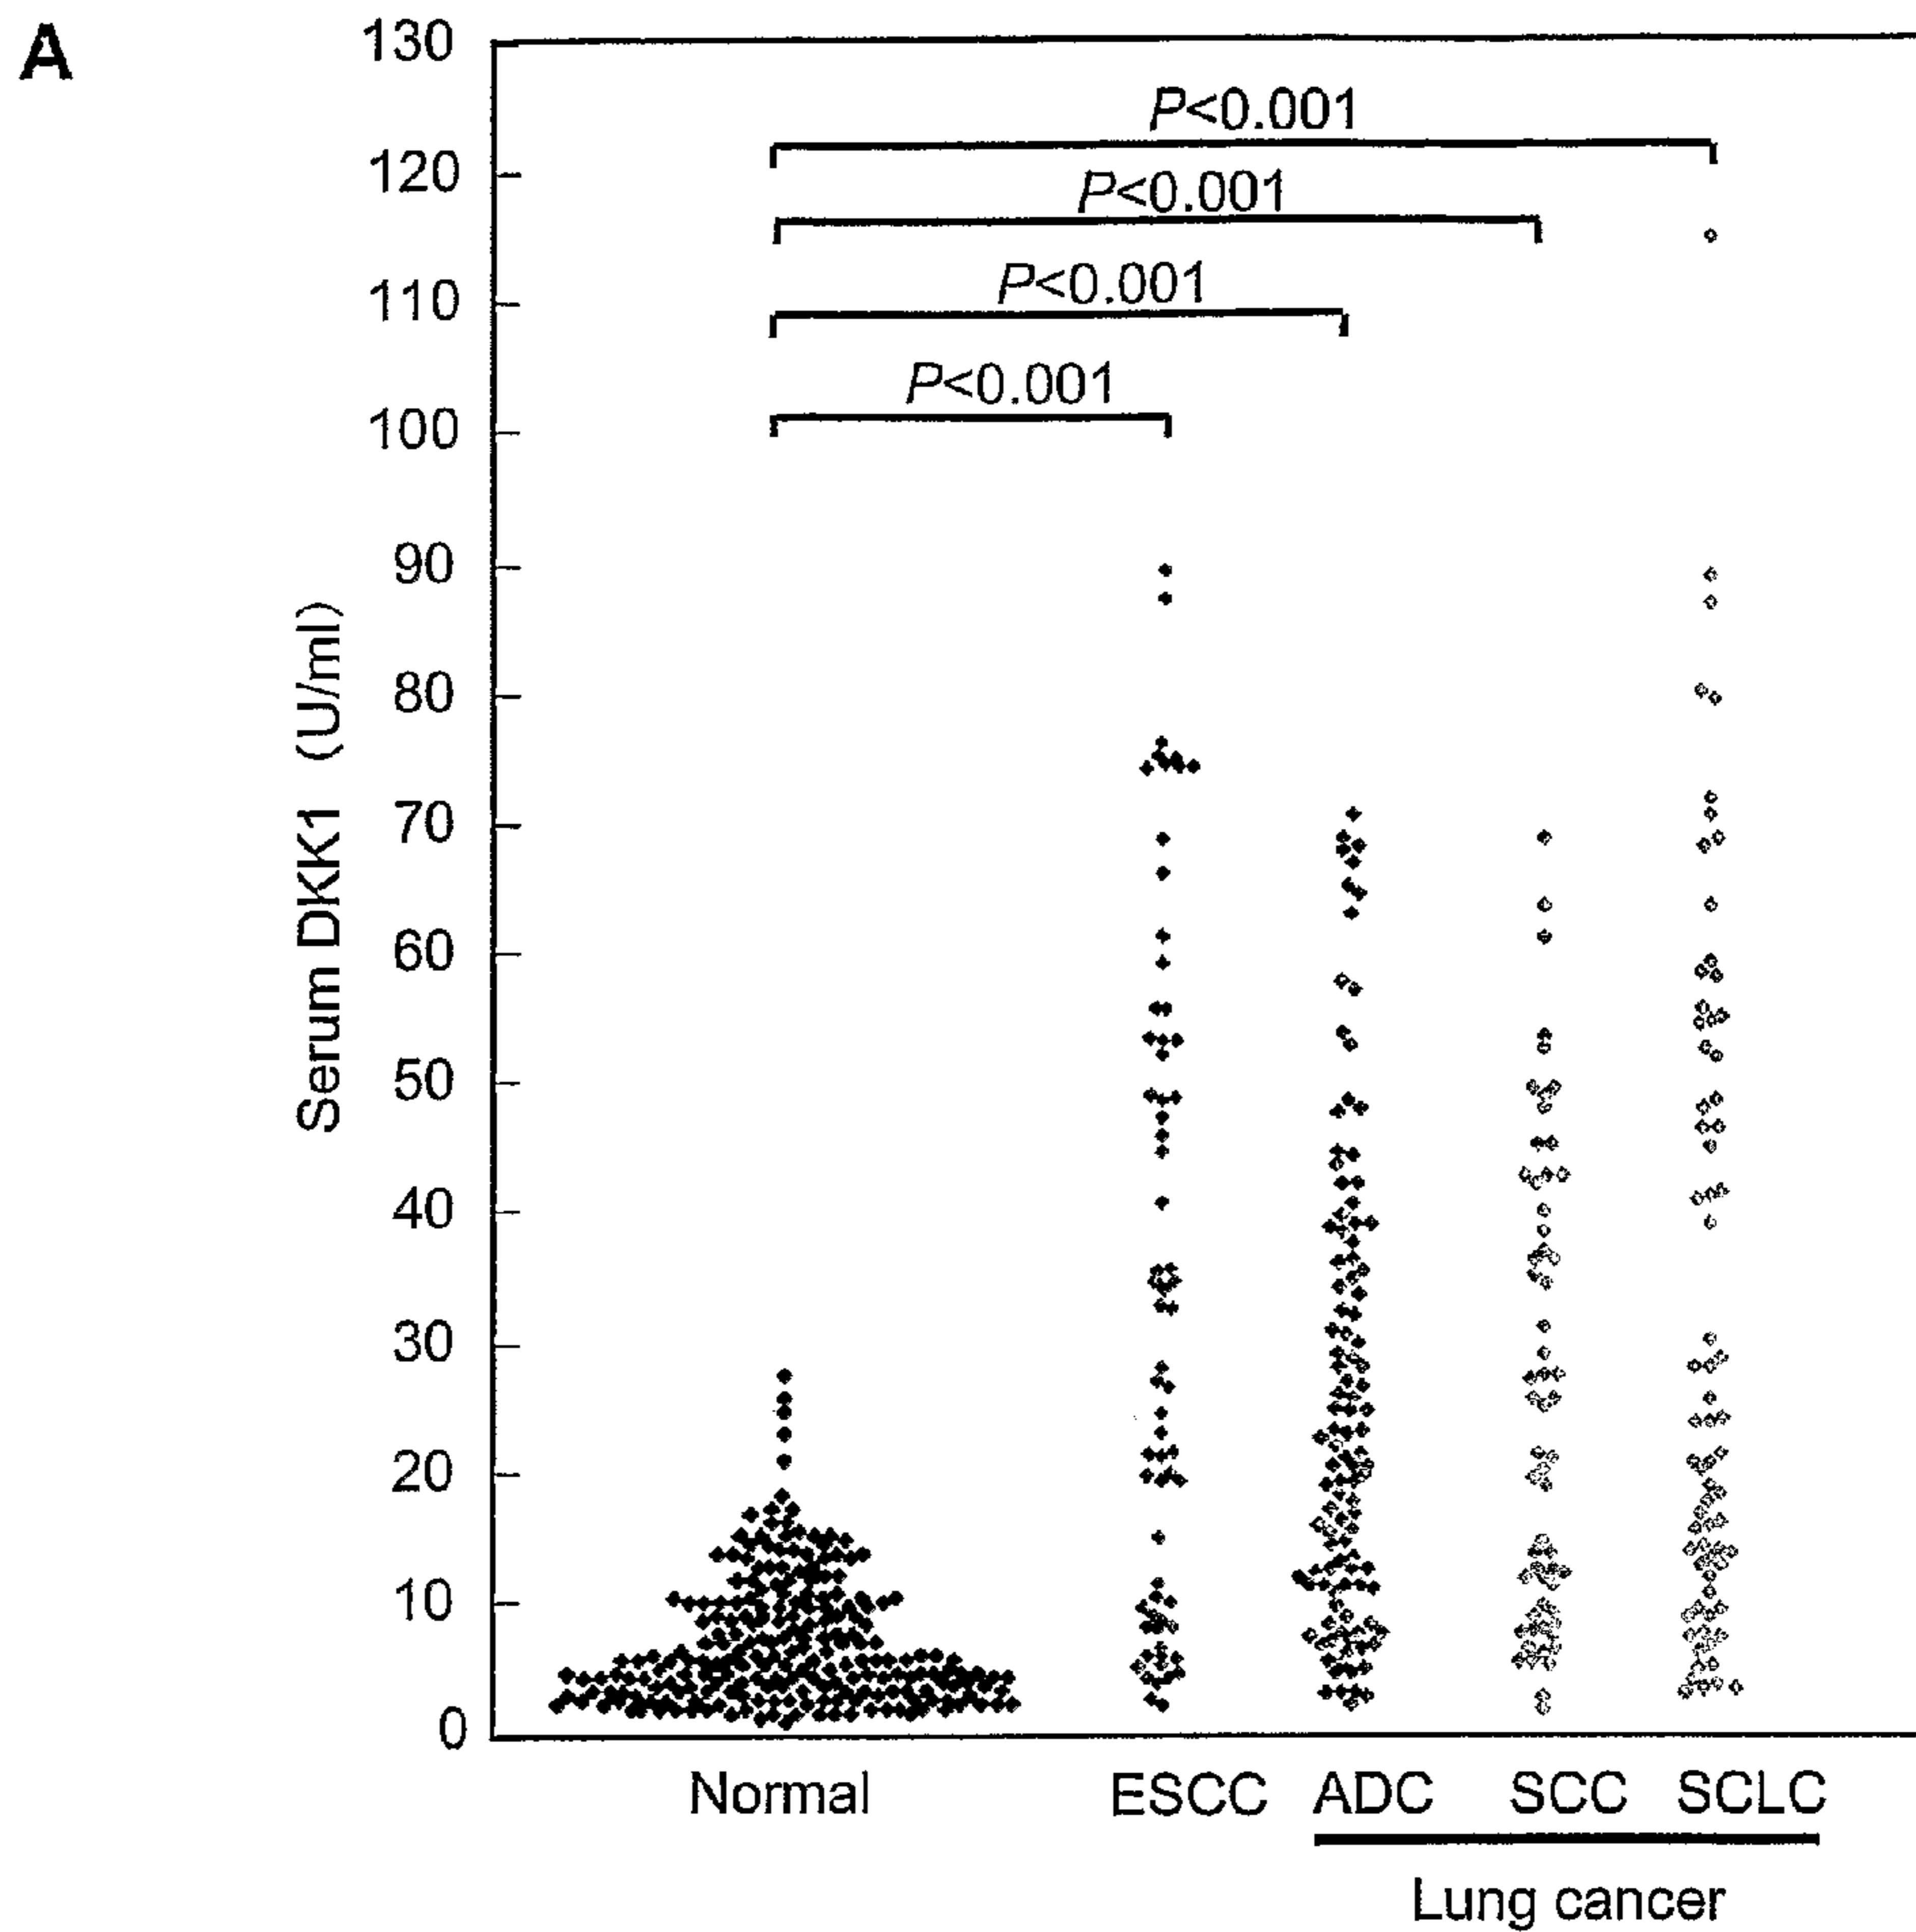 A
130
120
110
100
90
80
70
60
50
40
30
20
10
0
Serum DKK1 (U/ml)
P<0.001
P<0.001
P<0.001
P<0.001
Normal ESCC ADC SCC SCLC
Lung cancer